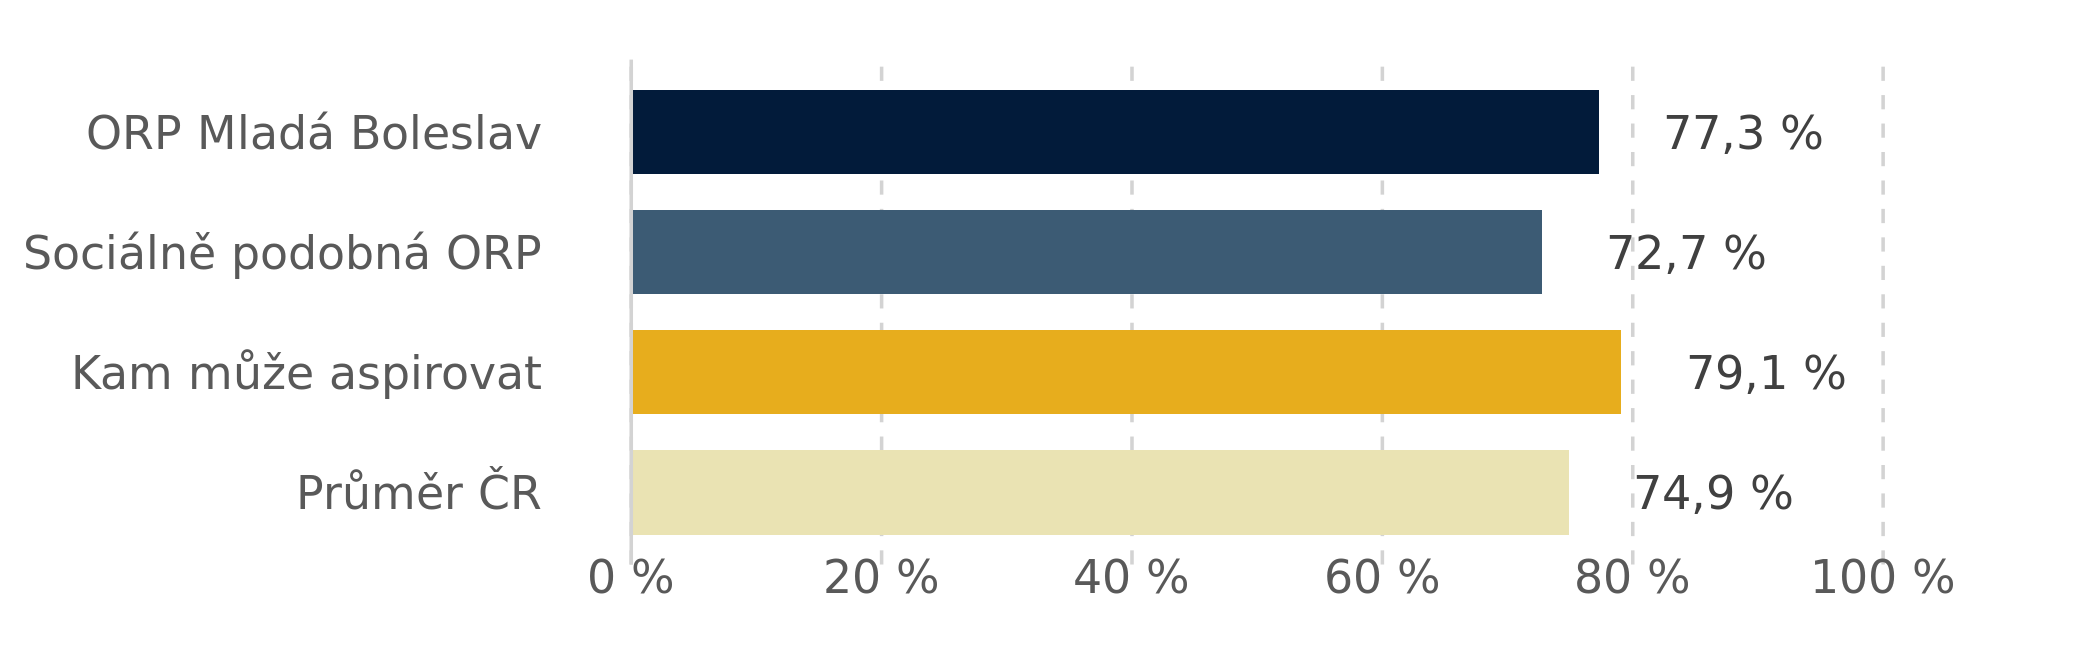 ORP Mladá Boleslav 77,3 %
Sociálně podobná ORP 72,7 %
Kam může aspirovat 79,1 %
Průměr ČR 74,9 %
0 % 20 % 40 % 60 % 80 % 100 %